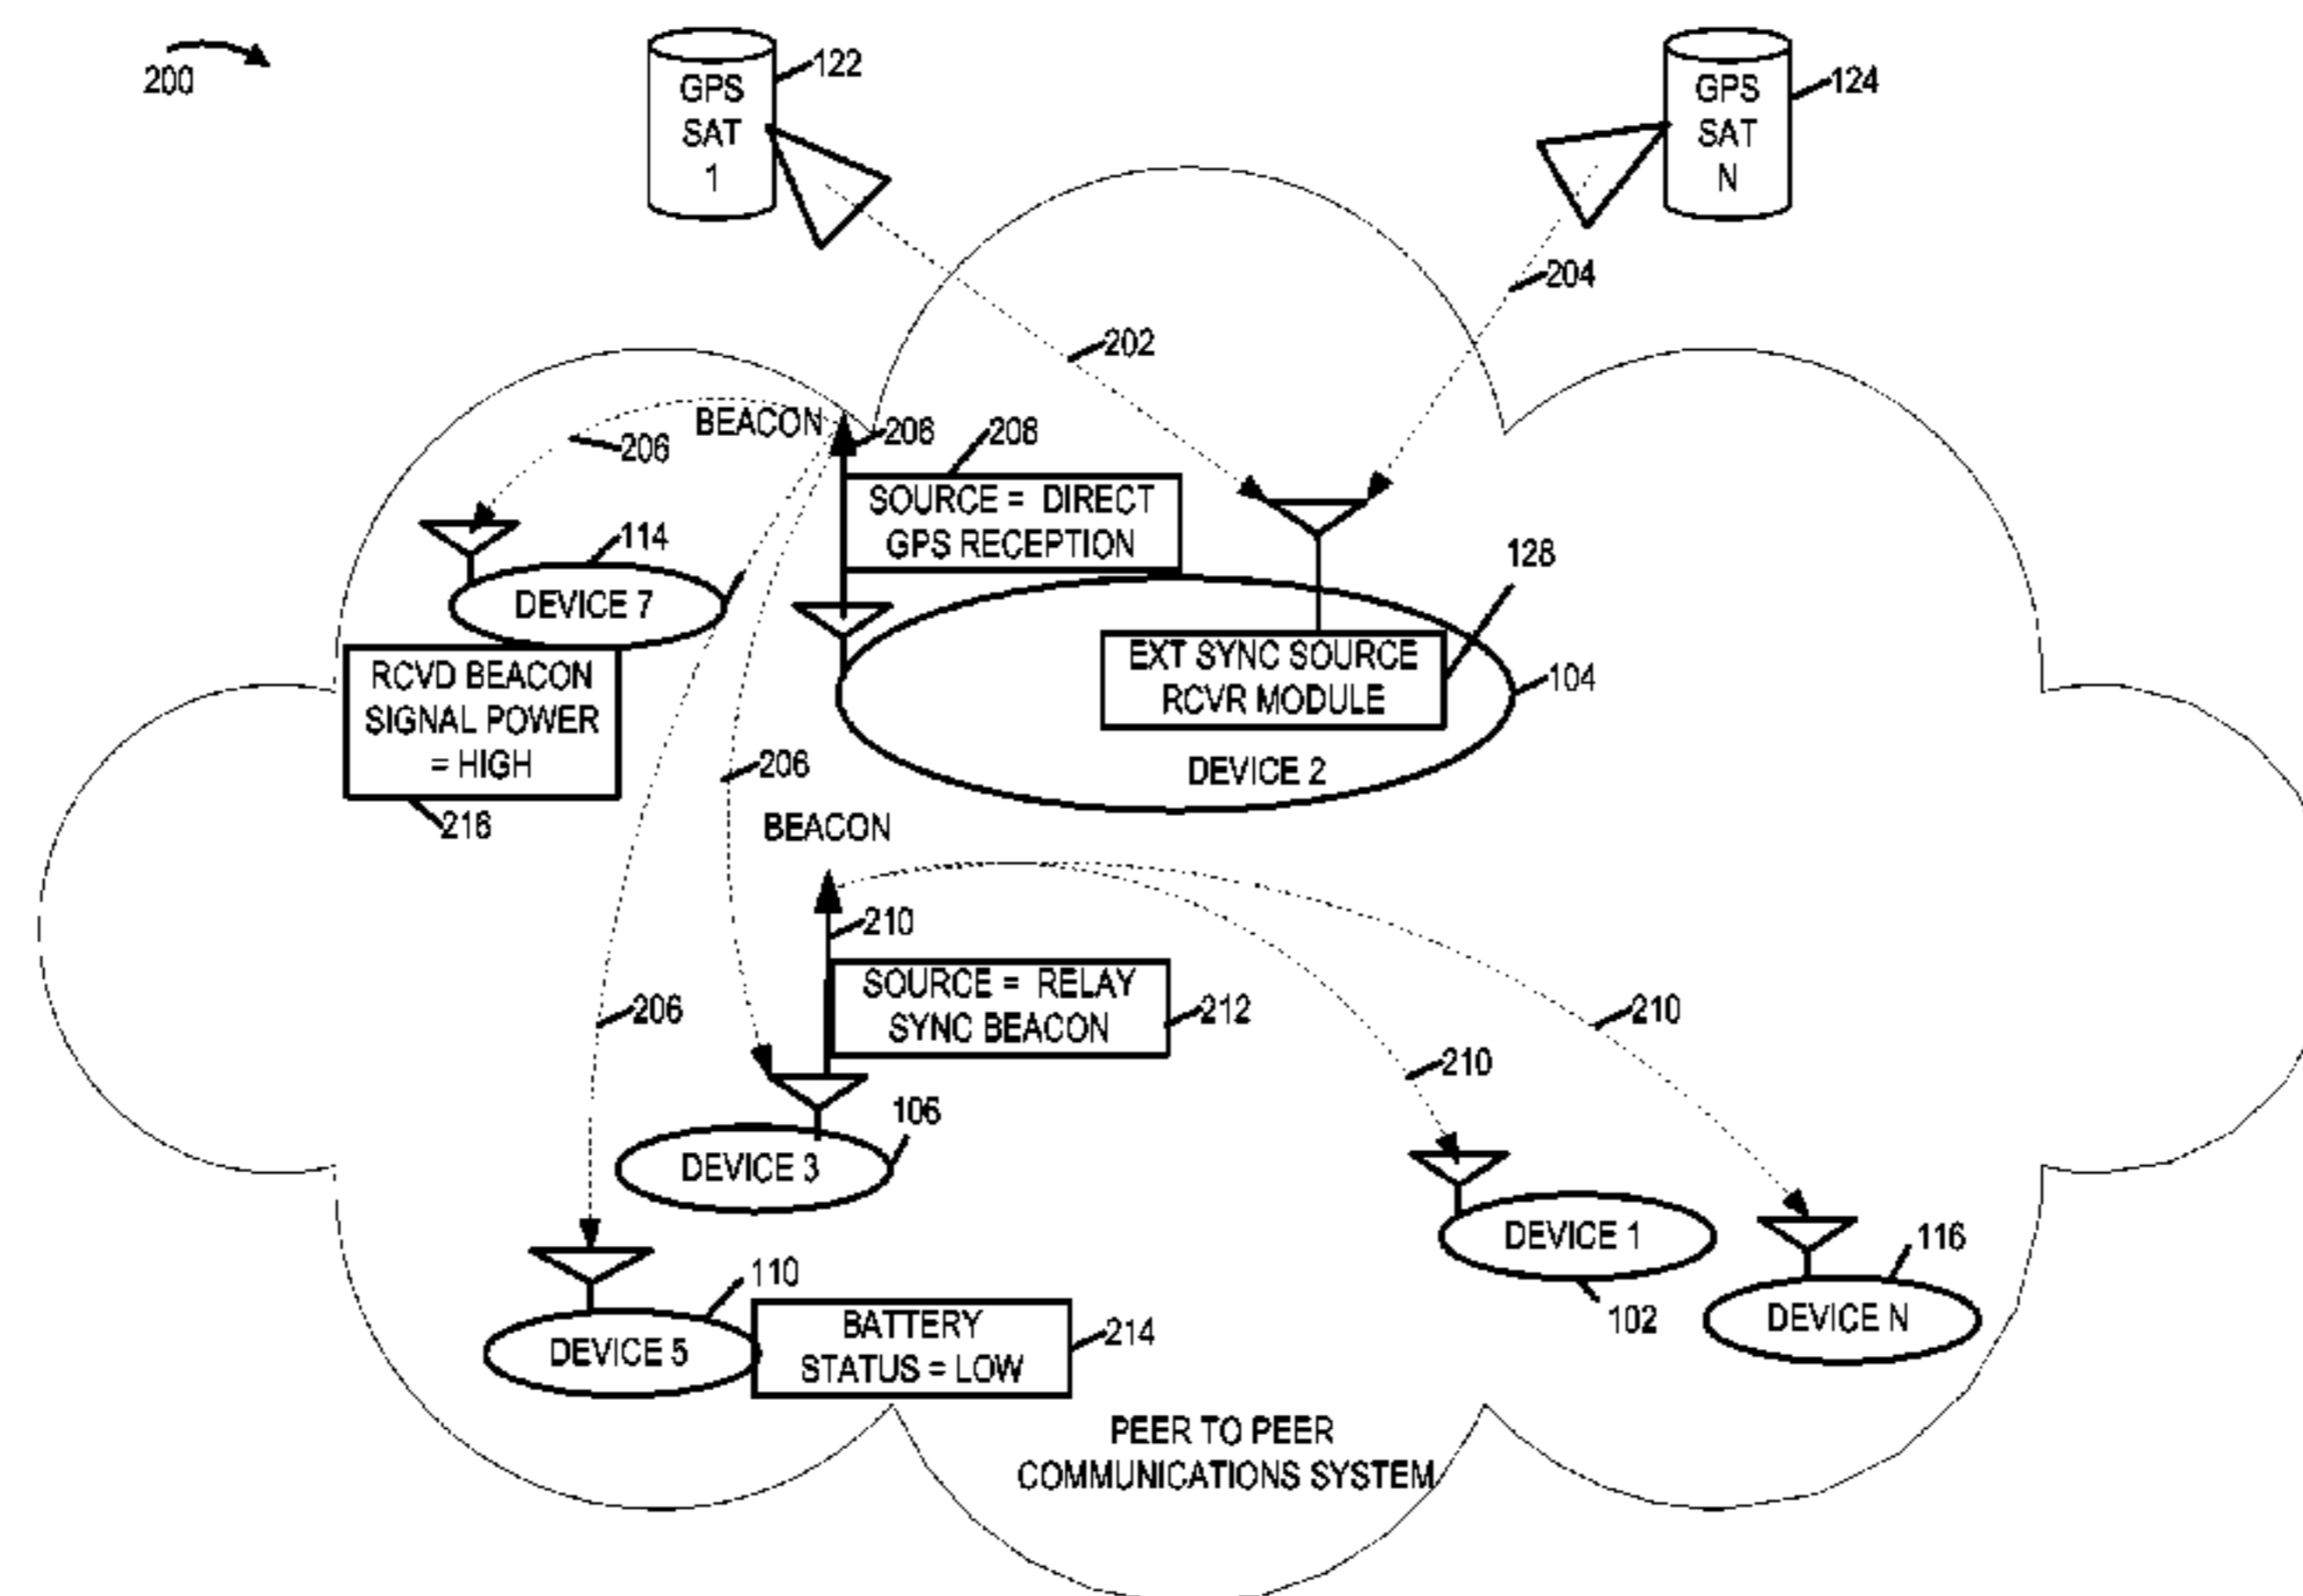 200
GPS
SAT
1
122
GPS
SAT
N
124
204
202
BEACON
206
208
206
SOURCE = DIRECT
GPS RECEPTION
114
DEVICE 7
128
EXT SYNC SOURCE
RCVR MODULE
104
DEVICE 2
RCVD BEACON
SIGNAL POWER
= HIGH
216
206
BEACON
210
SOURCE = RELAY
SYNC BEACON
212
206
210
210
106
DEVICE 3
DEVICE 1
102
116
DEVICE N
110
DEVICE 5
BATTERY
STATUS = LOW
214
PEER TO PEER
COMMUNICATIONS SYSTEM